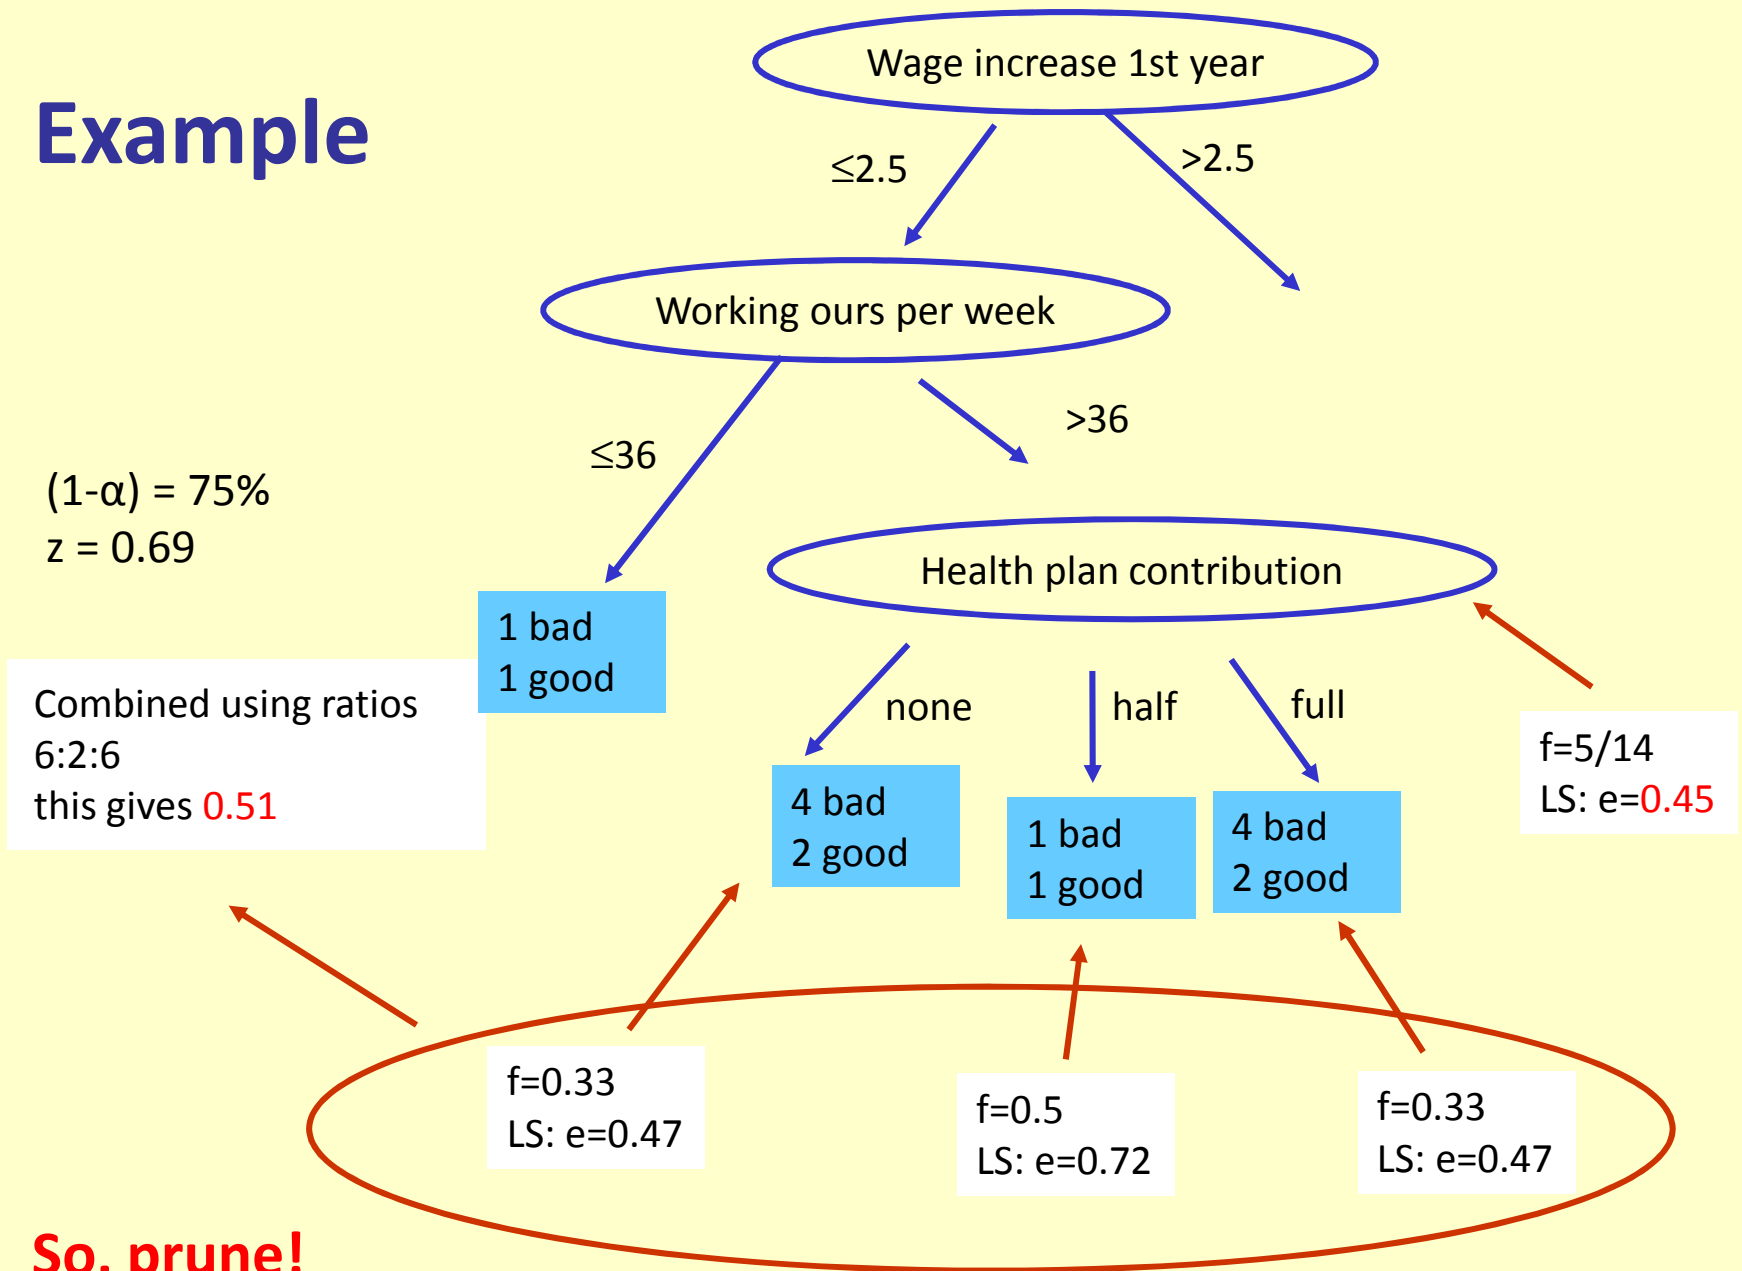 Example
Wage increase 1st year
≤2.5
>2.5
Working ours per week
≤36
>36
(1-α) = 75%
z = 0.69
Health plan contribution
1 bad
1 good
none
half
full
Combined using ratios
6:2:6
this gives 0.51
4 bad
2 good
1 bad
1 good
4 bad
2 good
f=5/14
LS: e=0.45
f=0.33
LS: e=0.47
f=0.5
LS: e=0.72
f=0.33
LS: e=0.47
So, prune!